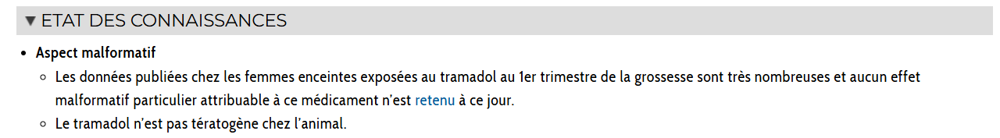 ▼ ETAT DES CONNAISSANCES
• Aspect malformatif
◦ Les données publiées chez les femmes enceintes exposées au tramadol au 1er trimestre de la grossesse sont très nombreuses et aucun effet
malformatif particulier attribuable à ce médicament n'est retenu à ce jour.
◦ Le tramadol n'est pas tératogène chez l'animal.